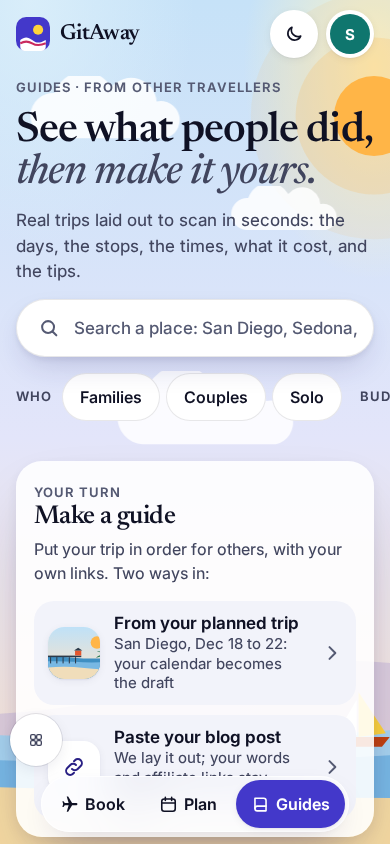 GitAway
S
GUIDES · FROM OTHER TRAVELLERS
See what people did,
then make it yours.
Real trips laid out to scan in seconds: the
days, the stops, the times, what it cost, and
the tips.
Search a place: San Diego, Sedona,
WHO Families Couples Solo BUD
YOUR TURN
Make a guide
Put your trip in order for others, with your
own links. Two ways in:
From your planned trip
San Diego, Dec 18 to 22:
your calendar becomes
the draft
Paste your blog post
We lay it out; your words
and affiliate links stay
Book Plan Guides